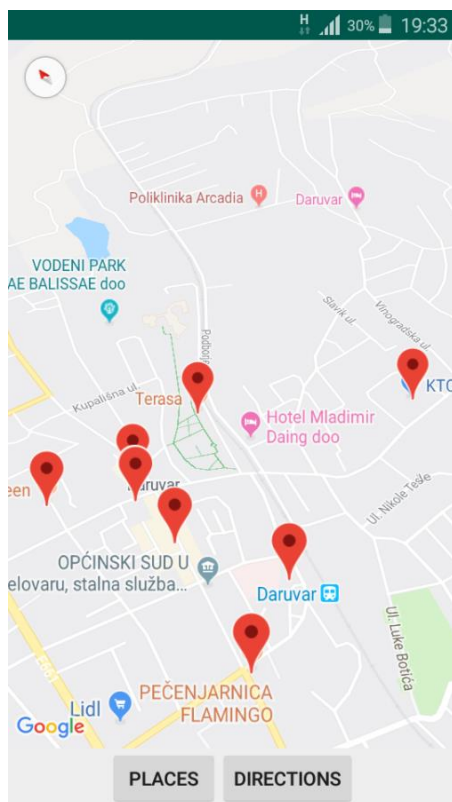 H
30%
19:33
Poliklinika Arcadia
H
Daruvar
VODENI PARK
AE BALISSAE doo
Slavik ul.
Vinogradska ul.
Podborje
Kupališna ul.
Terasa
KTC
Hotel Mladimir
Daing doo
een
Daruvar
Ul. Nikole Tesle
OPĆINSKI SUD U
elovaru, stalna služba...
Daruvar
Ul. Luke Botića
E661
PEČENJARNICA
FLAMINGO
Lidl
Google
PLACES
DIRECTIONS